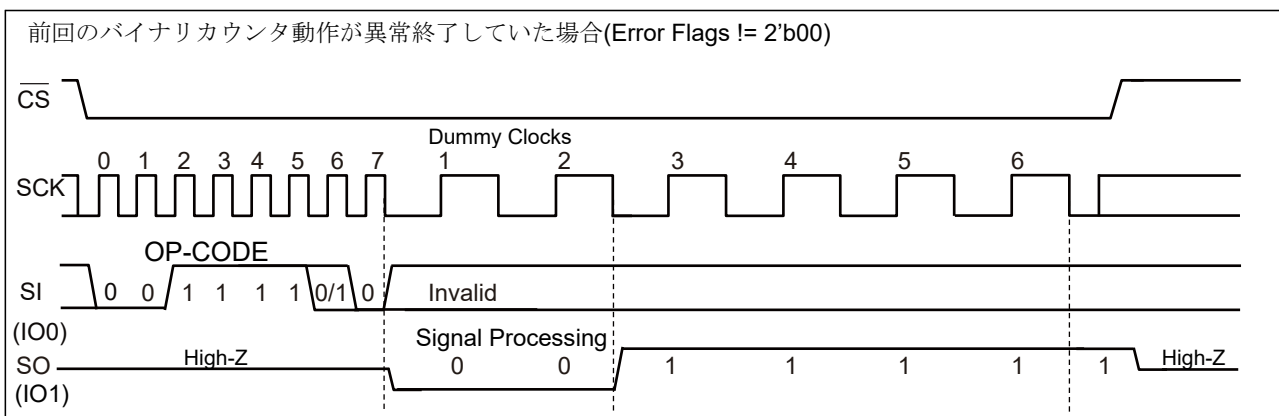 前回のバイナリカウンタ動作が異常終了していた場合(Error Flags != 2'b00)
CS
Dummy Clocks
0 1 2 3 4 5 6 7 1 2 3 4 5 6
SCK
OP-CODE
SI 0 0 1 1 1 1 0/1 0 Invalid
(IO0)
Signal Processing
SO High-Z 0 0 1 1 1 1 1 High-Z
(IO1)